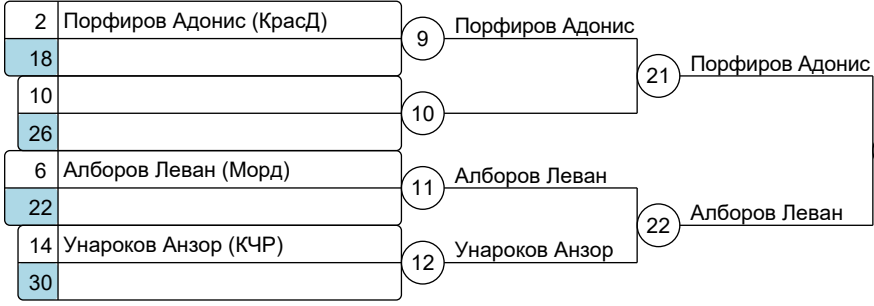 2 Порфиров Адонис (КрасД)
18
9 Порфиров Адонис
10
26
10
21 Порфиров Адонис
6 Алборов Леван (Морд)
22
11 Алборов Леван
14 Унароков Анзор (КЧР)
30
12 Унароков Анзор
22 Алборов Леван